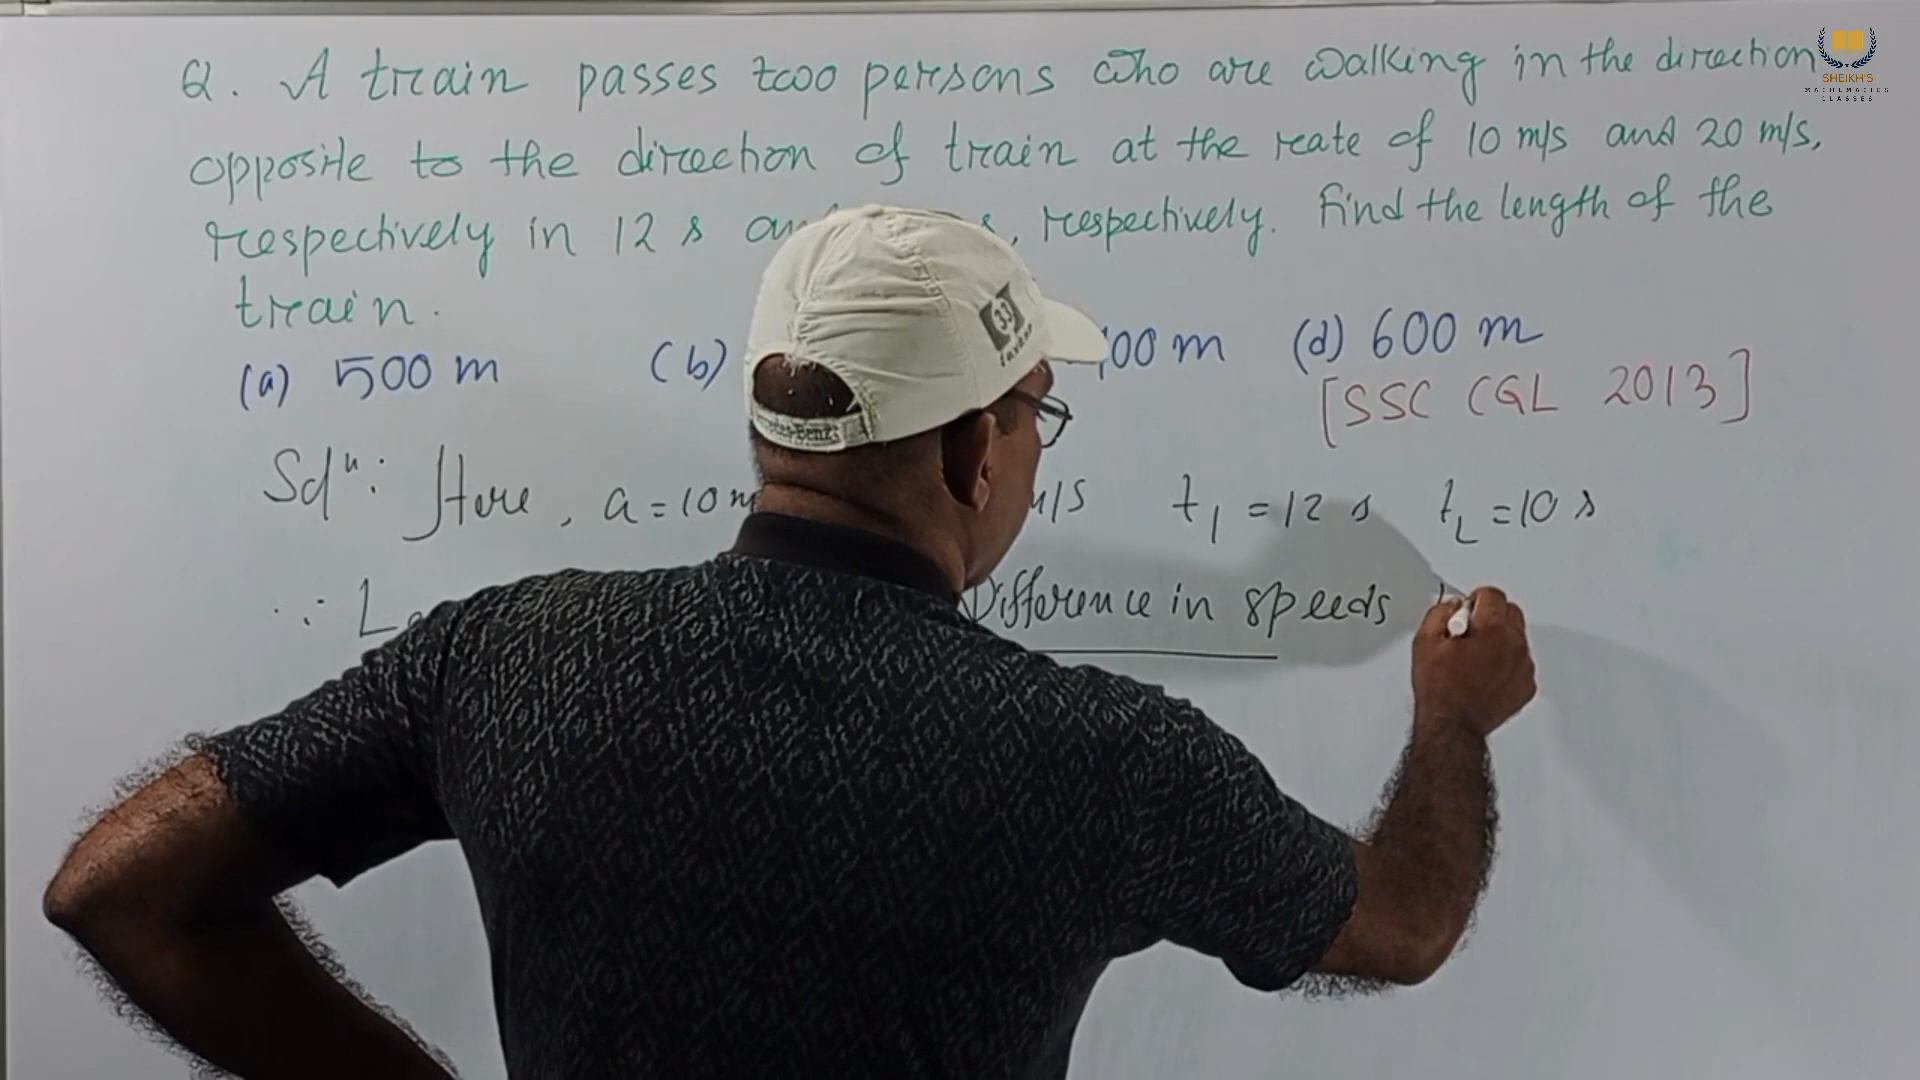 Q. A train passes two persons who are walking in the direction
opposite to the direction of train at the rate of 10 m/s and 20 m/s,
respectively in 12 s , respectively. Find the length of the
train.
(a) 500 m (b) 00 m (d) 600 m
[SSC CGL 2013]
Solⁿ: Here, a = 10 m/s t₁ = 12 s t₂ = 10 s
∵ Difference in speeds
SHEIKH'S
MATHEMATICS
CLASSES
33